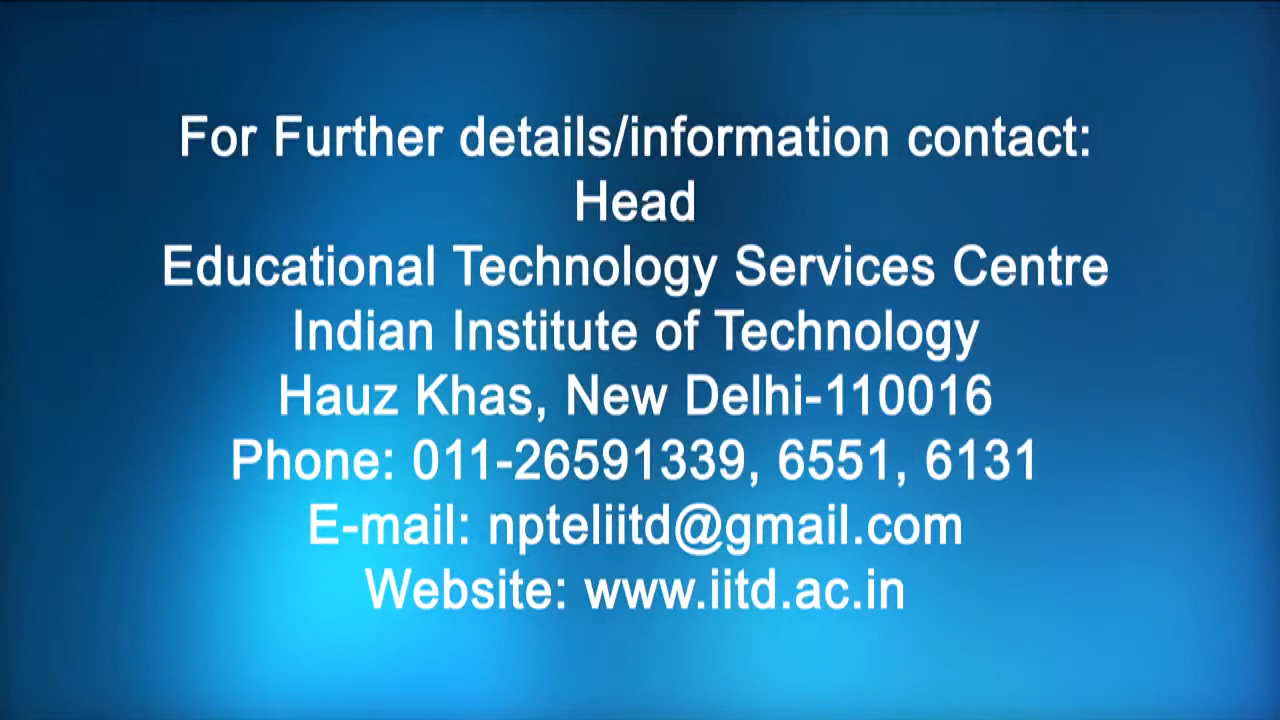 For Further details/information contact:
Head
Educational Technology Services Centre
Indian Institute of Technology
Hauz Khas, New Delhi-110016
Phone: 011-26591339, 6551, 6131
E-mail: npteliitd@gmail.com
Website: www.iitd.ac.in